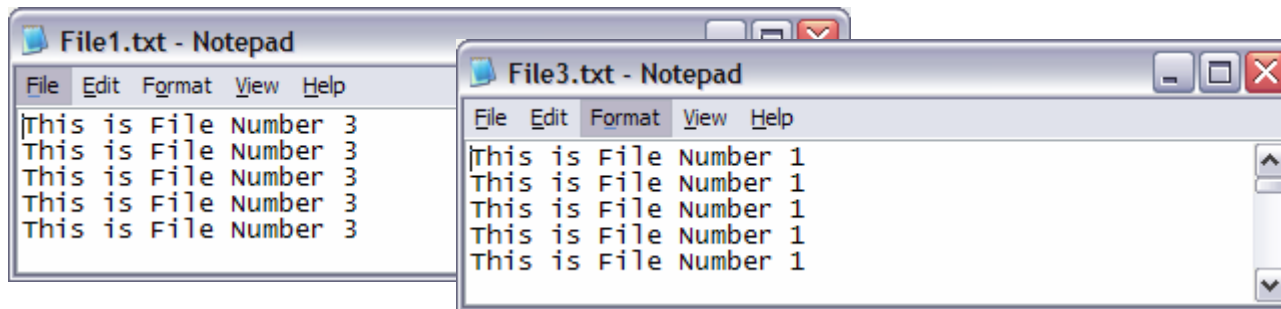 File1.txt - Notepad
File Edit Format View Help
This is File Number 3
This is File Number 3
This is File Number 3
This is File Number 3
This is File Number 3
File3.txt - Notepad
File Edit Format View Help
This is File Number 1
This is File Number 1
This is File Number 1
This is File Number 1
This is File Number 1